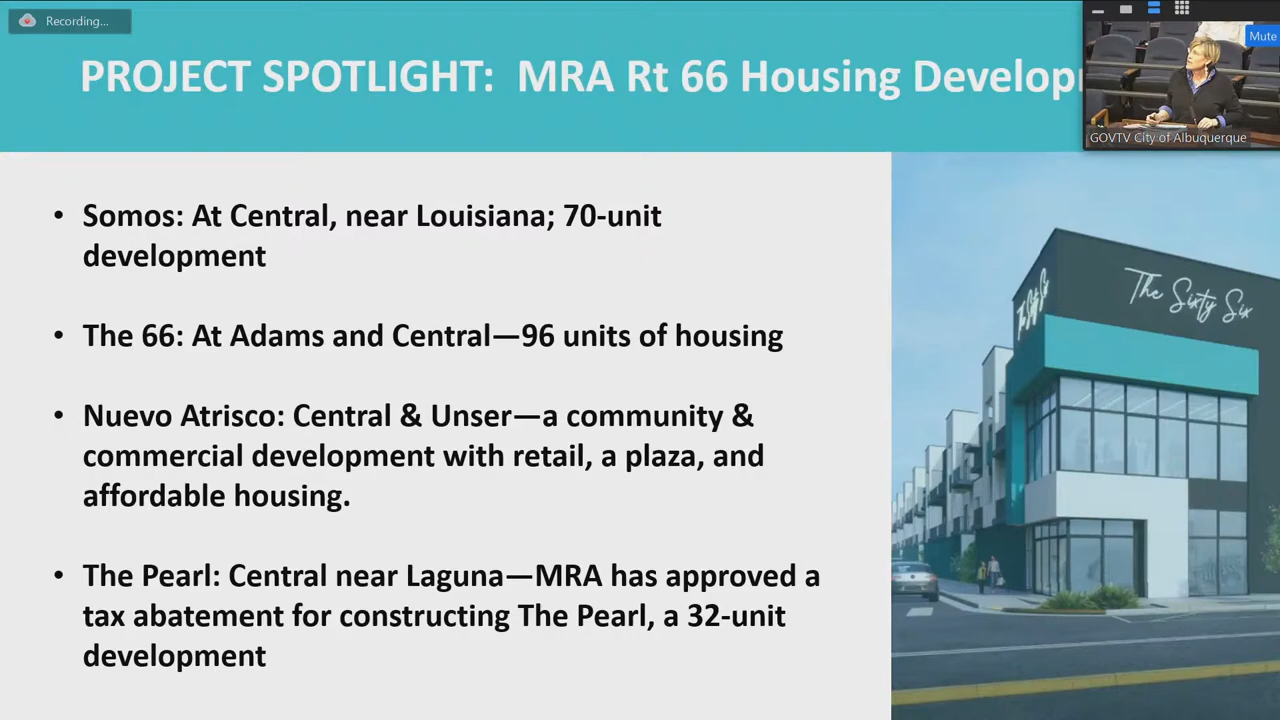 Recording...
PROJECT SPOTLIGHT: MRA Rt 66 Housing Develop
Mute
GOVTV City of Albuquerque
• Somos: At Central, near Louisiana; 70-unit
development
• The 66: At Adams and Central—96 units of housing
• Nuevo Atrisco: Central & Unser—a community &
commercial development with retail, a plaza, and
affordable housing.
• The Pearl: Central near Laguna—MRA has approved a
tax abatement for constructing The Pearl, a 32-unit
development
The Sixty Six
The Sixty Six